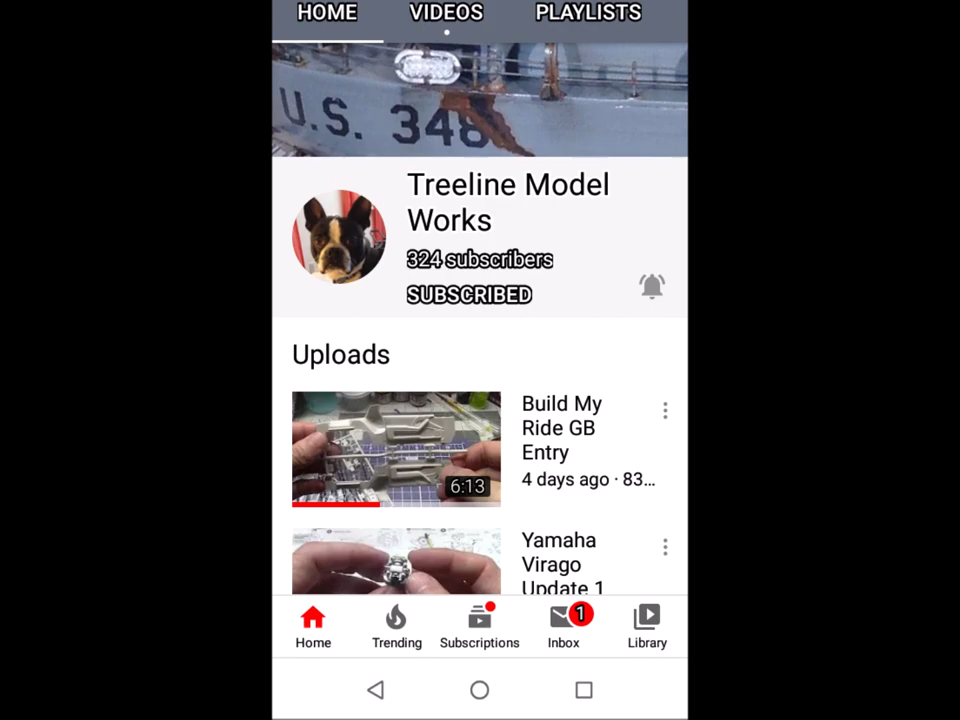 HOME VIDEOS PLAYLISTS
U.S. 348
Treeline Model
Works
324 subscribers
SUBSCRIBED
Uploads
Build My
Ride GB
Entry
4 days ago · 83...
6:13
Yamaha
Virago
Update 1
1
Home Trending Subscriptions Inbox Library